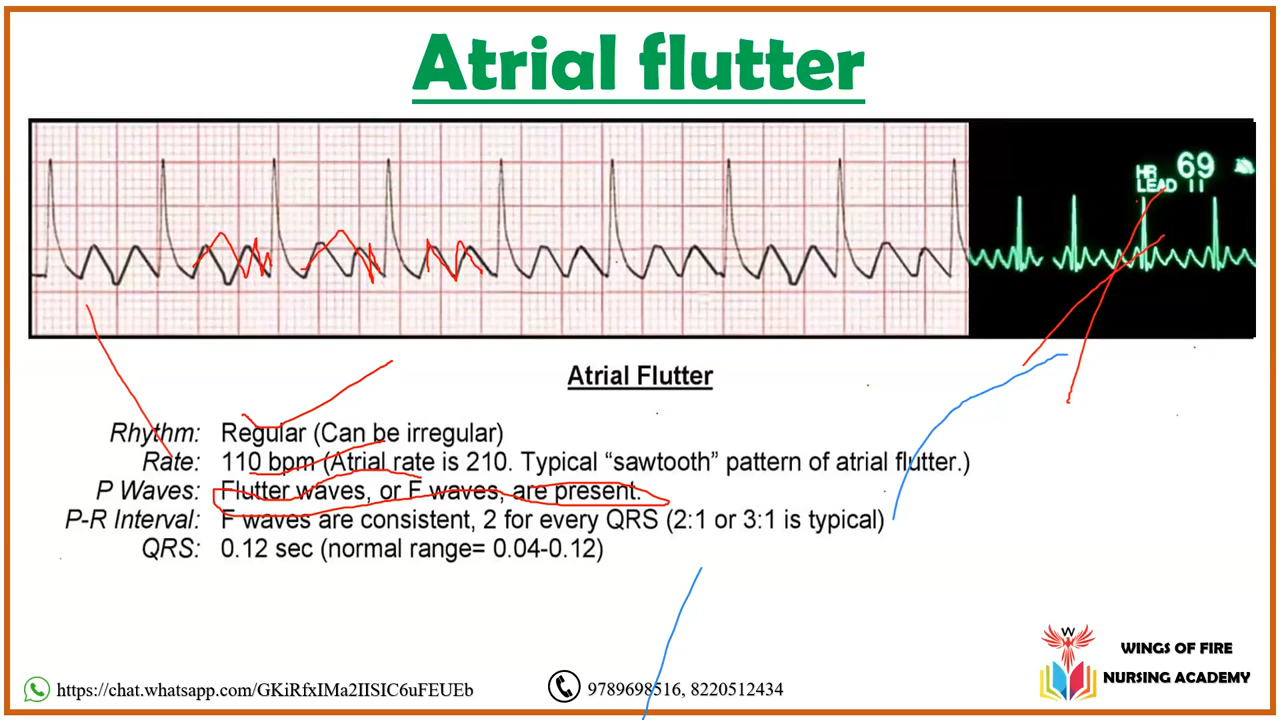 Atrial flutter
HR 69
LEAD II
Atrial Flutter
Rhythm: Regular (Can be irregular)
Rate: 110 bpm (Atrial rate is 210. Typical “sawtooth” pattern of atrial flutter.)
P Waves: Flutter waves, or F waves, are present.
P-R Interval: F waves are consistent, 2 for every QRS (2:1 or 3:1 is typical)
QRS: 0.12 sec (normal range= 0.04-0.12)
W
WINGS OF FIRE
NURSING ACADEMY
https://chat.whatsapp.com/GKiRfxIMa2IISIC6uFEUEb
9789698516, 8220512434